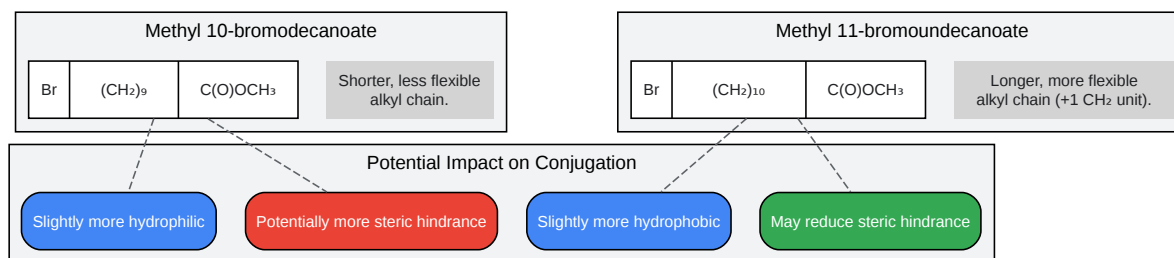 Methyl 10-bromodecanoate
Br
(CH₂)₉
C(O)OCH₃
Shorter, less flexible
alkyl chain.
Methyl 11-bromoundecanoate
Br
(CH₂)₁₀
C(O)OCH₃
Longer, more flexible
alkyl chain (+1 CH₂ unit).
Potential Impact on Conjugation
Slightly more hydrophilic
Potentially more steric hindrance
Slightly more hydrophobic
May reduce steric hindrance